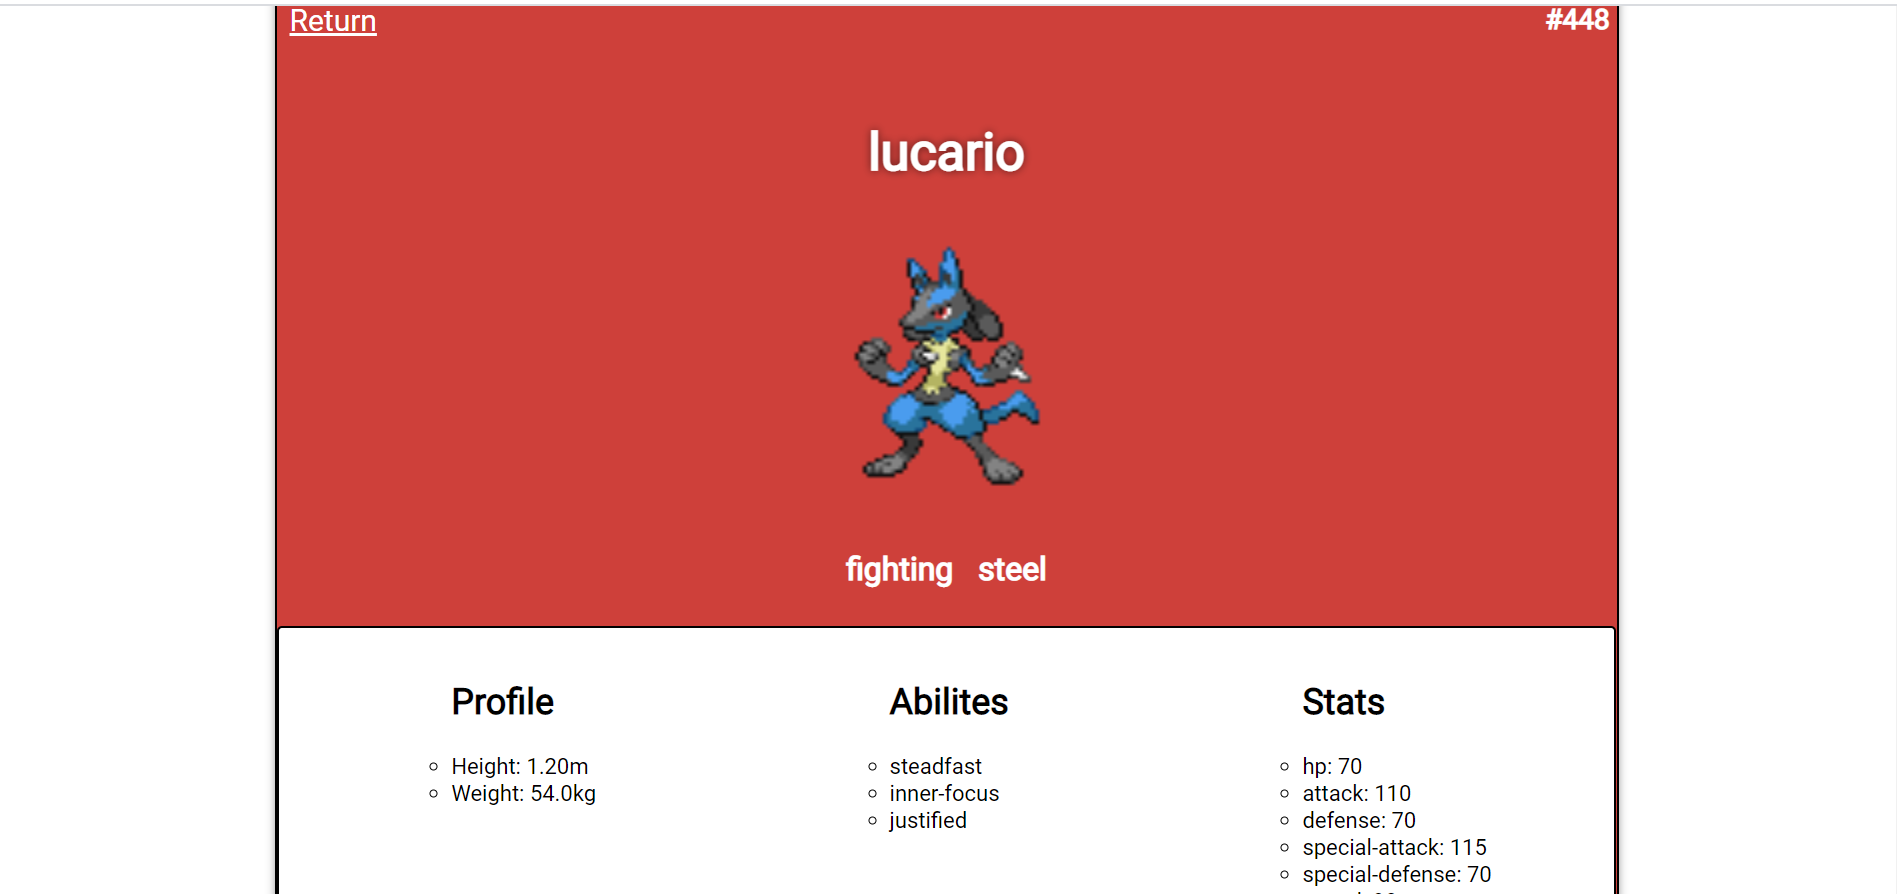 Return
#448
lucario
fighting steel
Profile
Height: 1.20m
Weight: 54.0kg
Abilites
steadfast
inner-focus
justified
Stats
hp: 70
attack: 110
defense: 70
special-attack: 115
special-defense: 70